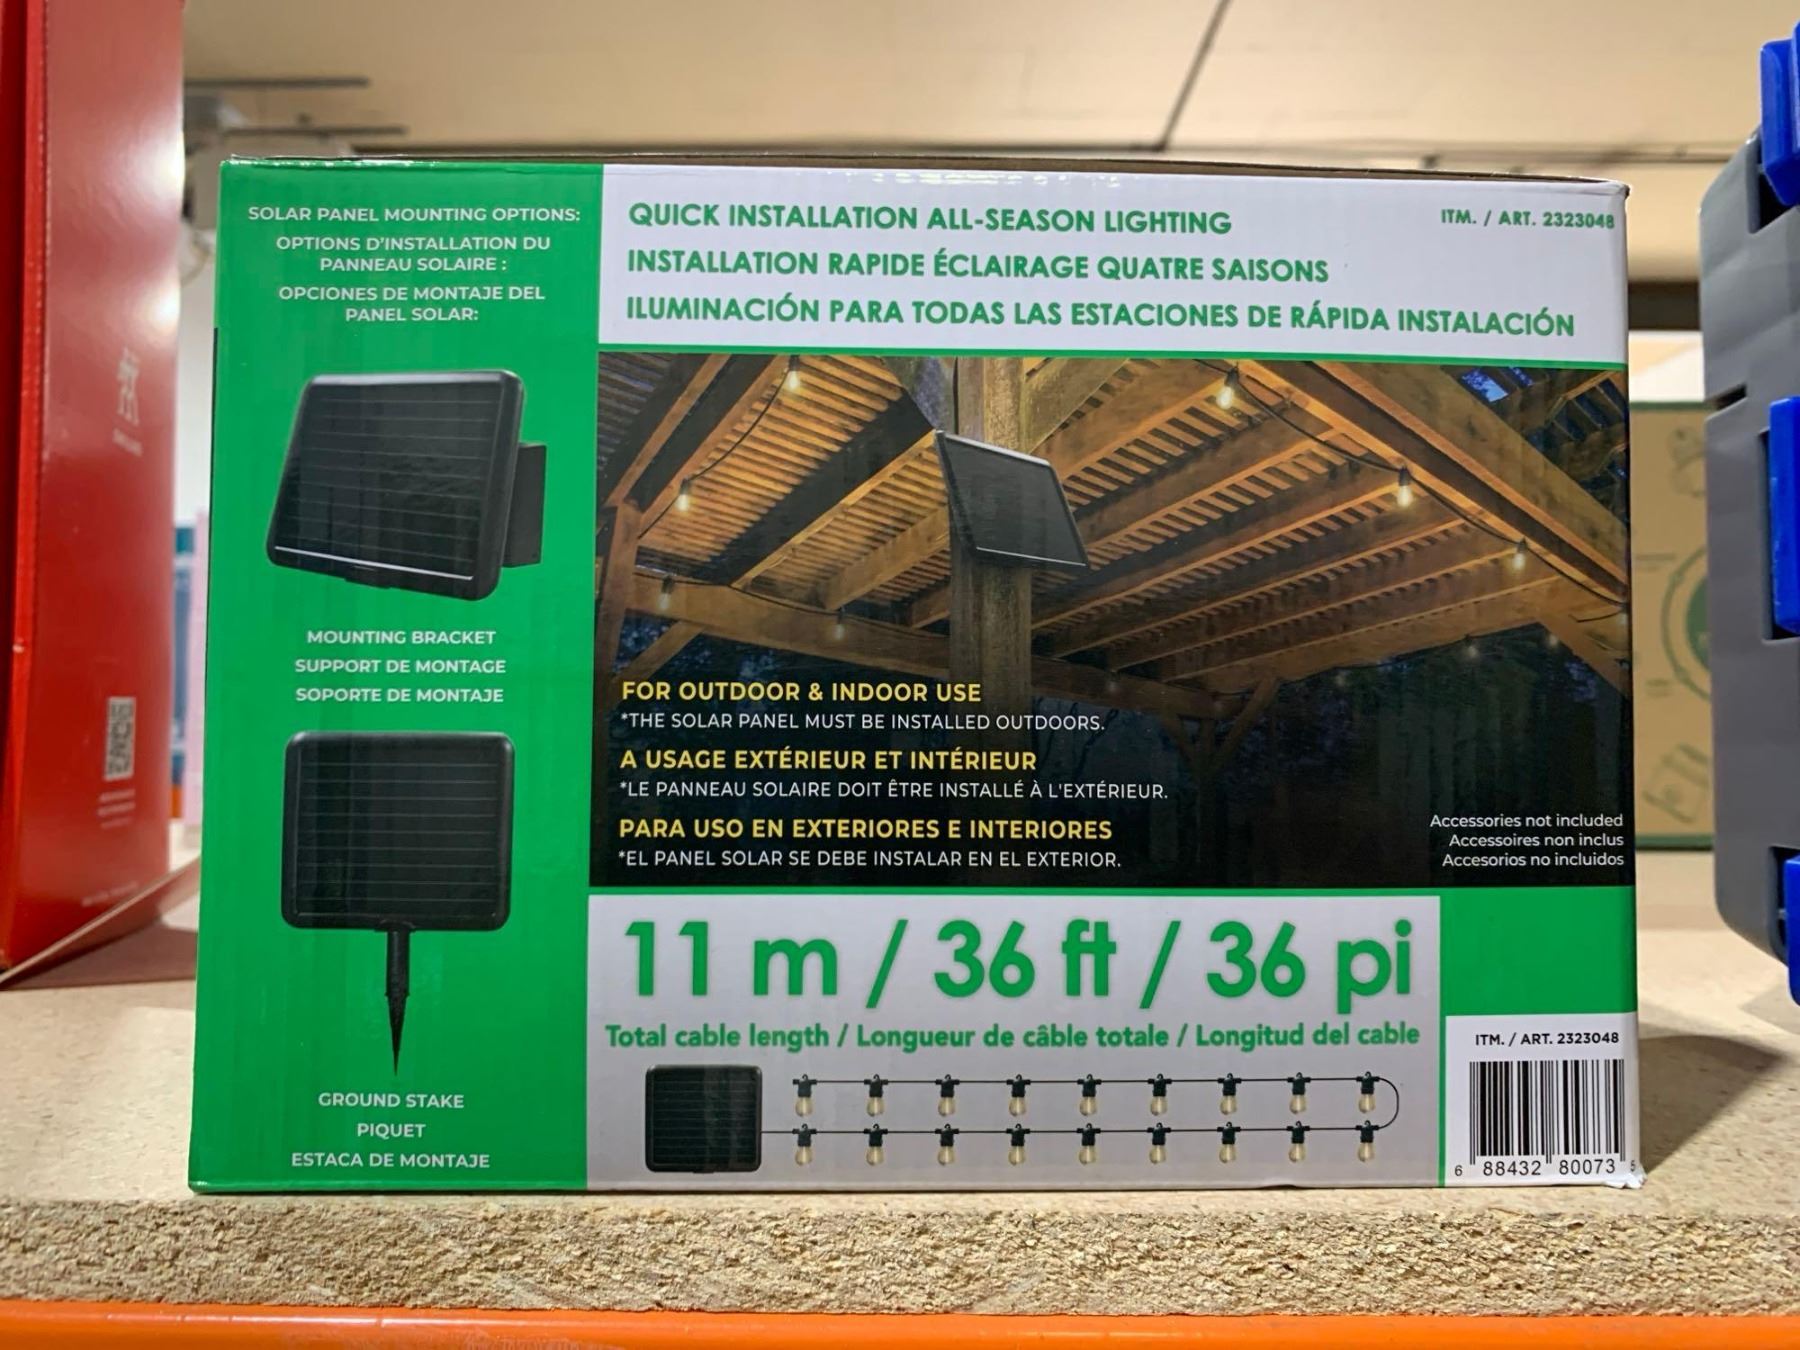 SOLAR PANEL MOUNTING OPTIONS:
OPTIONS D'INSTALLATION DU
PANNEAU SOLAIRE :
OPCIONES DE MONTAJE DEL
PANEL SOLAR:
MOUNTING BRACKET
SUPPORT DE MONTAGE
SOPORTE DE MONTAJE
GROUND STAKE
PIQUET
ESTACA DE MONTAJE
QUICK INSTALLATION ALL-SEASON LIGHTING
ITM. / ART. 2323048
INSTALLATION RAPIDE ÉCLAIRAGE QUATRE SAISONS
ILUMINACIÓN PARA TODAS LAS ESTACIONES DE RÁPIDA INSTALACIÓN
FOR OUTDOOR & INDOOR USE
*THE SOLAR PANEL MUST BE INSTALLED OUTDOORS.
A USAGE EXTÉRIEUR ET INTÉRIEUR
*LE PANNEAU SOLAIRE DOIT ÊTRE INSTALLÉ À L'EXTÉRIEUR.
PARA USO EN EXTERIORES E INTERIORES
*EL PANEL SOLAR SE DEBE INSTALAR EN EL EXTERIOR.
Accessories not included
Accessoires non inclus
Accesorios no incluidos
11 m / 36 ft / 36 pi
Total cable length / Longueur de câble totale / Longitud del cable
ITM. / ART. 2323048
6 88432 80073 5